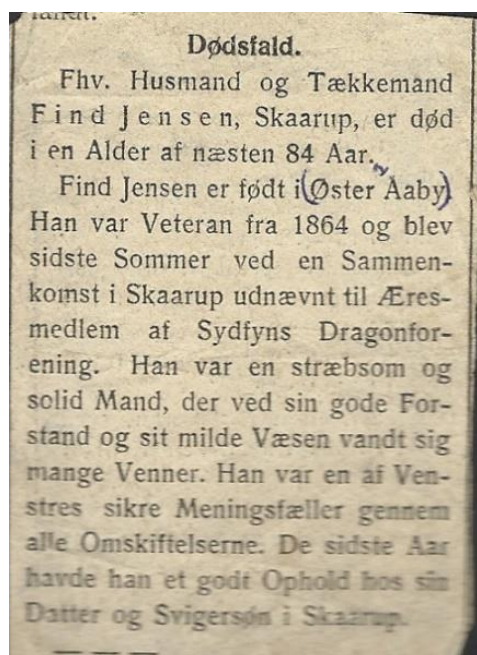 Dødsfald.
Fhv. Husmand og Tækkemand
Find Jensen, Skaarup, er død
i en Alder af næsten 84 Aar.
Find Jensen er født i (Øster Aaby)
Han var Veteran fra 1864 og blev
sidste Sommer ved en Sammen-
komst i Skaarup udnævnt til Æres-
medlem af Sydfyns Dragonfor-
ening. Han var en stræbsom og
solid Mand, der ved sin gode For-
stand og sit milde Væsen vandt sig
mange Venner. Han var en af Ven-
stres sikre Meningsfæller gennem
alle Omskiftelserne. De sidste Aar
havde han et godt Ophold hos sin
Datter og Svigersøn i Skaarup.